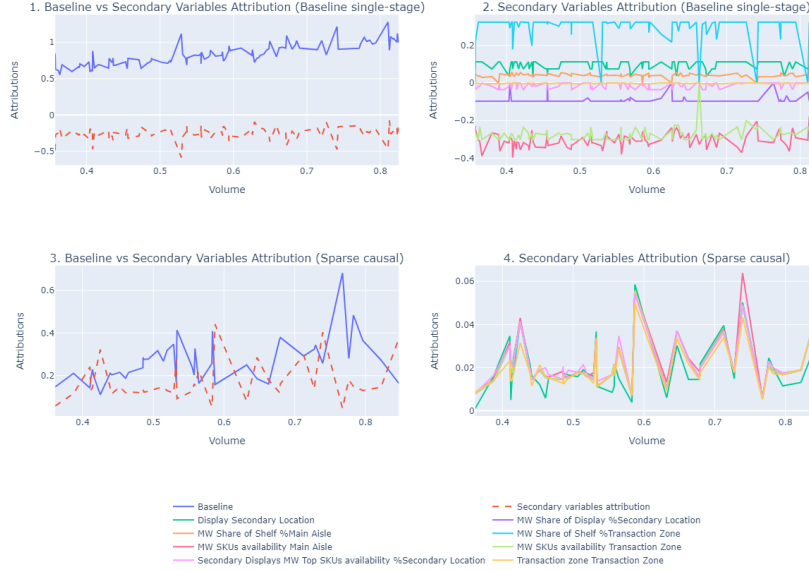 1. Baseline vs Secondary Variables Attribution (Baseline single-stage)
2. Secondary Variables Attribution (Baseline single-stage)
Attributions
1
0.5
0
−0.5
0.4
0.5
0.6
0.7
0.8
Volume
Attributions
0.2
0
−0.2
−0.4
0.4
0.5
0.6
0.7
0.8
Volume
3. Baseline vs Secondary Variables Attribution (Sparse causal)
4. Secondary Variables Attribution (Sparse causal)
Attributions
0.6
0.4
0.2
0.4
0.5
0.6
0.7
0.8
Volume
Attributions
0.06
0.04
0.02
0
0.4
0.5
0.6
0.7
0.8
Volume
Baseline
Secondary variables attribution
Display Secondary Location
MW Share of Display %Secondary Location
MW Share of Shelf %Main Aisle
MW Share of Shelf %Transaction Zone
MW SKUs availability Main Aisle
MW SKUs availability Transaction Zone
Secondary Displays MW Top SKUs availability %Secondary Location
Transaction zone Transaction Zone